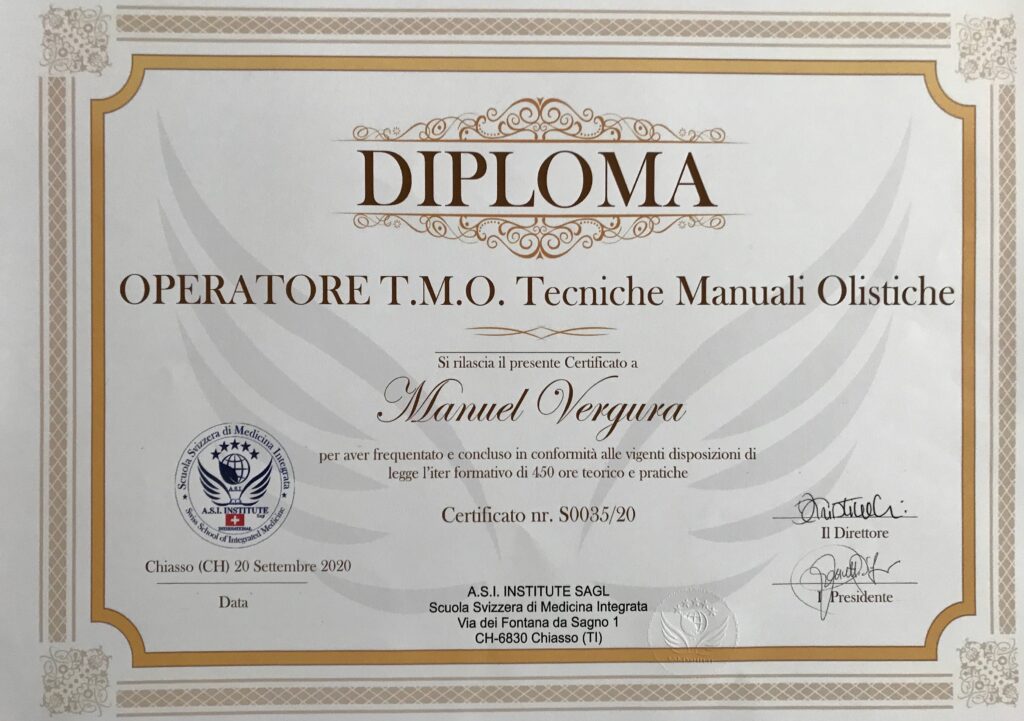 DIPLOMA
OPERATORE T.M.O. Tecniche Manuali Olistiche
Si rilascia il presente Certificato a
Manuel Vergura
per aver frequentato e concluso in conformità alle vigenti disposizioni di
legge l'iter formativo di 450 ore teorico e pratiche
Certificato nr. S0035/20
Scuola Svizzera di Medicina Integrata
A.S.I.
A.S.I. INSTITUTE
Sagl
INTERNATIONAL
Swiss School of Integrated Medicine
Chiasso (CH) 20 Settembre 2020
Data
Il Direttore
Il Presidente
A.S.I. INSTITUTE SAGL
Scuola Svizzera di Medicina Integrata
Via dei Fontana da Sagno 1
CH-6830 Chiasso (TI)